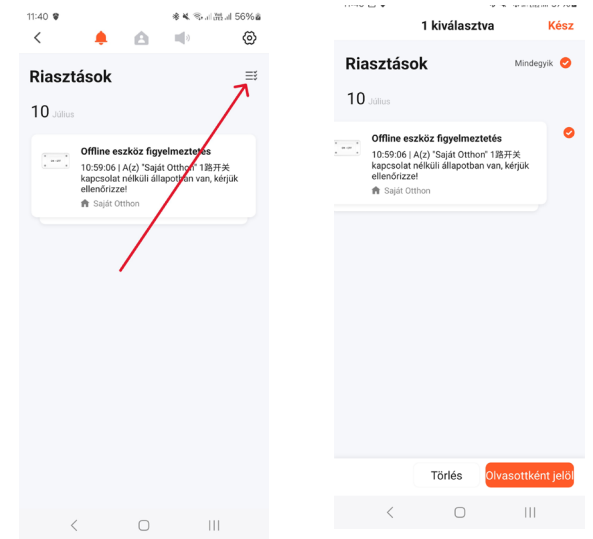 11:40
56%
Riasztások
10 Július
Offline eszköz figyelmeztetés
10:59:06 | A(z) "Saját Otthon" 1路开关
kapcsolat nélküli állapotban van, kérjük
ellenőrizze!
Saját Otthon
1 kiválasztva
Kész
Riasztások
Mindegyik
10 Július
Offline eszköz figyelmeztetés
10:59:06 | A(z) "Saját Otthon" 1路开关
kapcsolat nélküli állapotban van, kérjük
ellenőrizze!
Saját Otthon
Törlés
Olvasottként jelöl